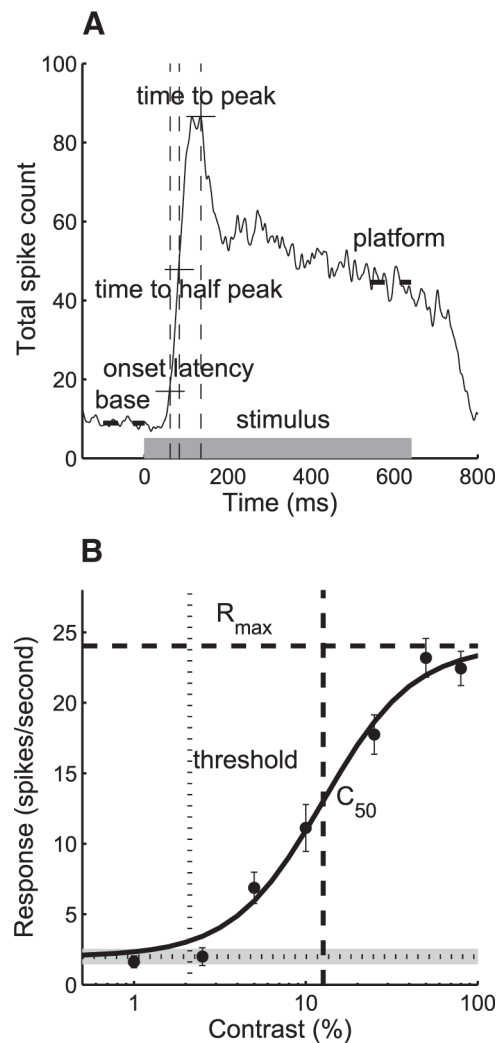 A
100
80
60
40
20
0
Total spike count
time to peak
platform
time to half peak
onset latency
base
stimulus
0 200 400 600 800
Time (ms)
B
25
20
15
10
5
0
Response (spikes/second)
R_max
threshold
C_50
1 10 100
Contrast (%)